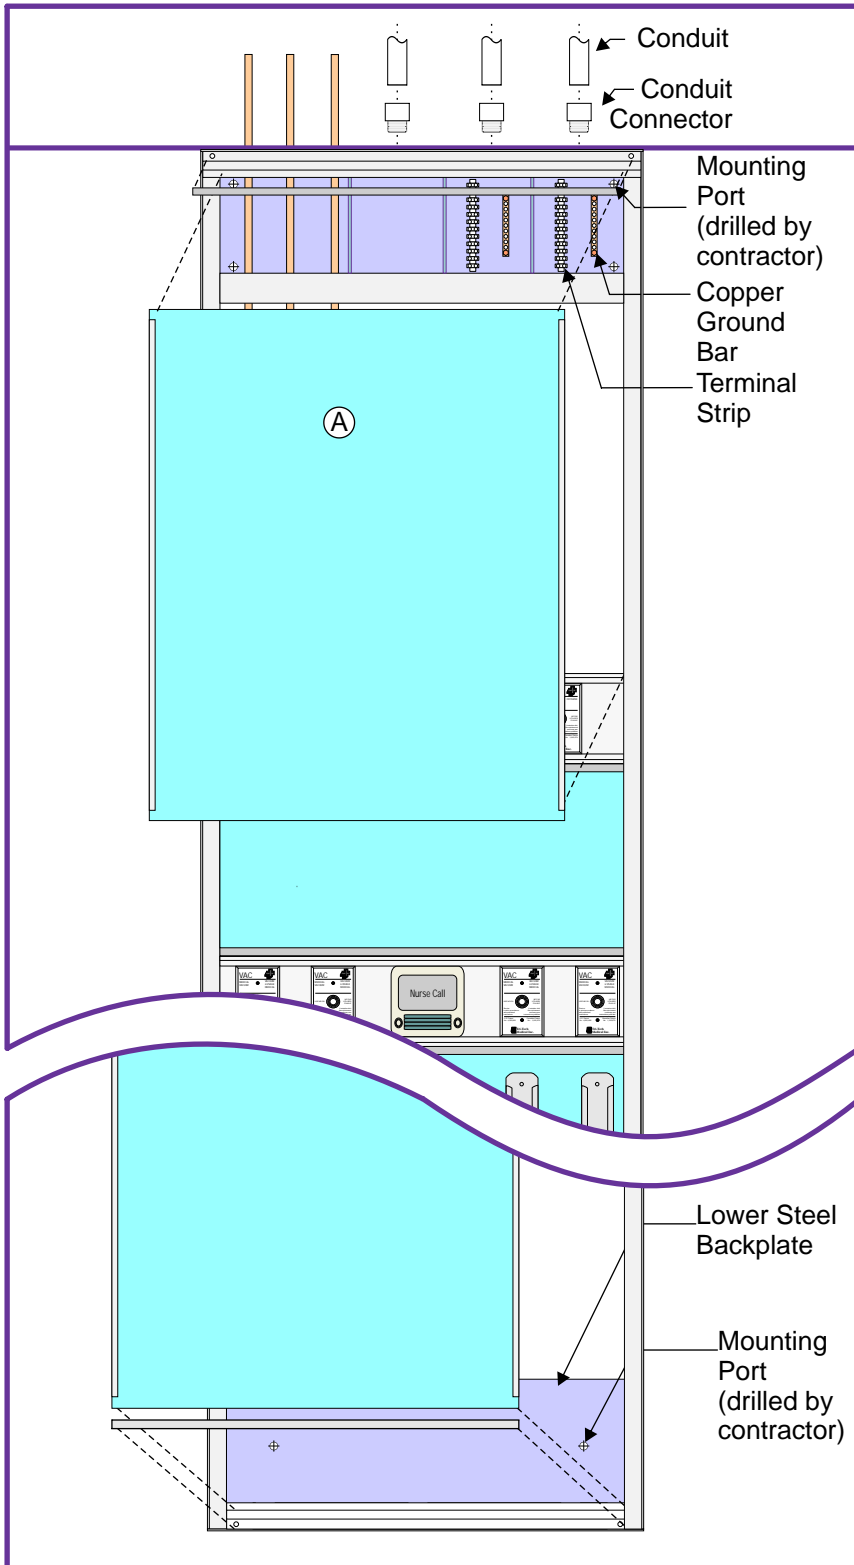 Conduit
Conduit
Connector
Mounting
Port
(drilled by
contractor)
Copper
Ground
Bar
Terminal
Strip
A
VAC
VAC
Nurse Call
VAC
VAC
Lower Steel
Backplate
Mounting
Port
(drilled by
contractor)